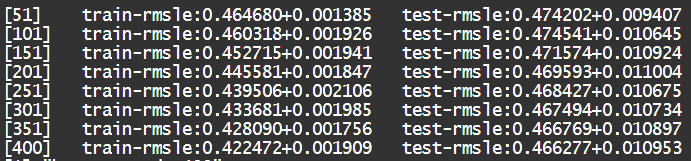 [51] train-rmsle:0.464680+0.001385 test-rmsle:0.474202+0.009407
[101] train-rmsle:0.460318+0.001926 test-rmsle:0.474541+0.010645
[151] train-rmsle:0.452715+0.001941 test-rmsle:0.471574+0.010924
[201] train-rmsle:0.445581+0.001847 test-rmsle:0.469593+0.011004
[251] train-rmsle:0.439506+0.002106 test-rmsle:0.468427+0.010675
[301] train-rmsle:0.433681+0.001985 test-rmsle:0.467494+0.010734
[351] train-rmsle:0.428090+0.001756 test-rmsle:0.466769+0.010897
[400] train-rmsle:0.422472+0.001909 test-rmsle:0.466277+0.010953